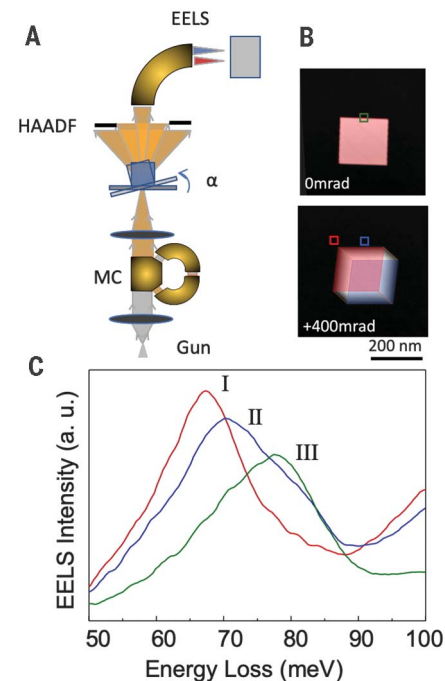 A
EELS
HAADF
α
MC
Gun
B
0mrad
+400mrad
200 nm
C
I
II
III
EELS Intensity (a. u.)
50 60 70 80 90 100
Energy Loss (meV)